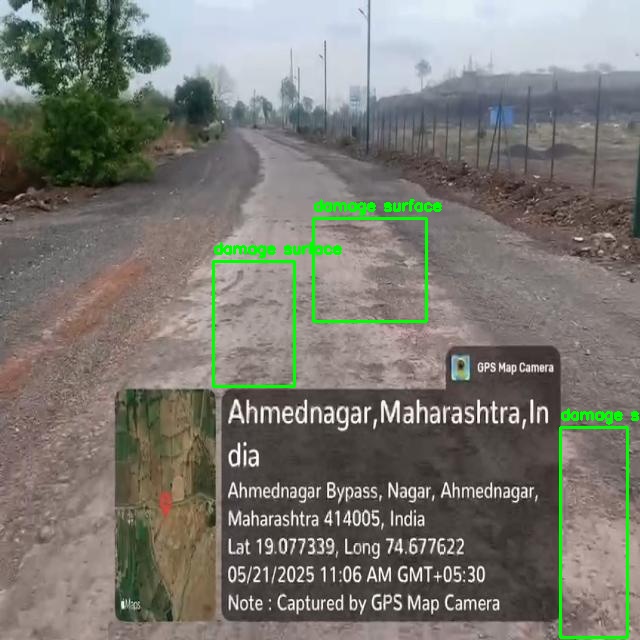 damage surface
damage surface
GPS Map Camera
damage s
Ahmednagar,Maharashtra,In
dia
Ahmednagar Bypass, Nagar, Ahmednagar,
Maharashtra 414005, India
Lat 19.077339, Long 74.677622
05/21/2025 11:06 AM GMT+05:30
Note : Captured by GPS Map Camera
Maps